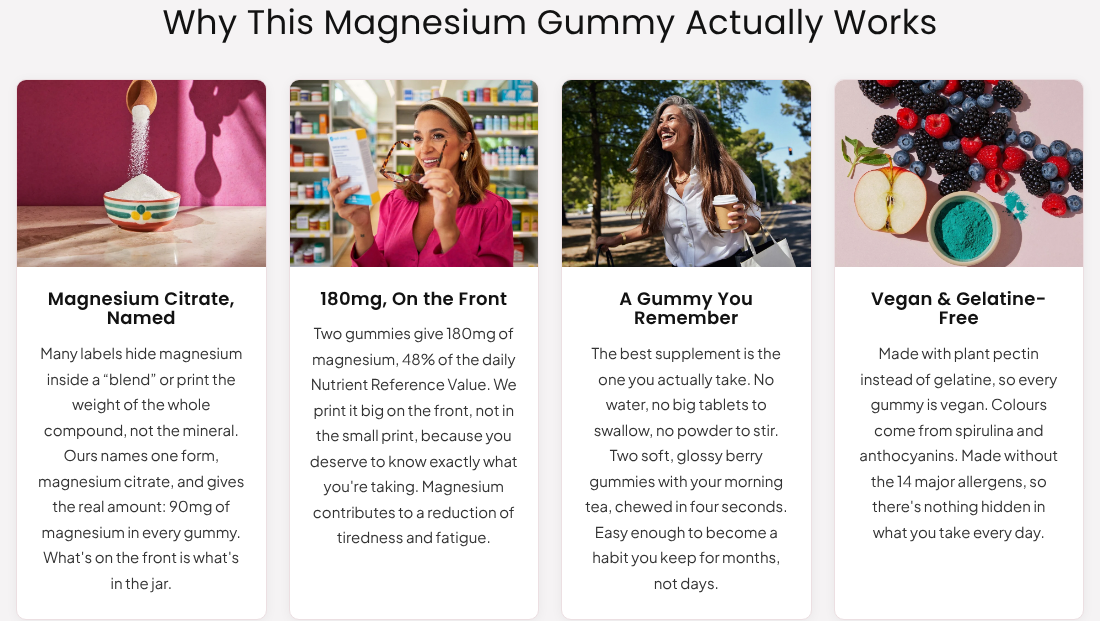 Why This Magnesium Gummy Actually Works
Magnesium Citrate,
Named
Many labels hide magnesium
inside a “blend” or print the
weight of the whole
compound, not the mineral.
Ours names one form,
magnesium citrate, and gives
the real amount: 90mg of
magnesium in every gummy.
What's on the front is what's
in the jar.
180mg, On the Front
Two gummies give 180mg of
magnesium, 48% of the daily
Nutrient Reference Value. We
print it big on the front, not in
the small print, because you
deserve to know exactly what
you're taking. Magnesium
contributes to a reduction of
tiredness and fatigue.
A Gummy You
Remember
The best supplement is the
one you actually take. No
water, no big tablets to
swallow, no powder to stir.
Two soft, glossy berry
gummies with your morning
tea, chewed in four seconds.
Easy enough to become a
habit you keep for months,
not days.
Vegan & Gelatine-
Free
Made with plant pectin
instead of gelatine, so every
gummy is vegan. Colours
come from spirulina and
anthocyanins. Made without
the 14 major allergens, so
there's nothing hidden in
what you take every day.